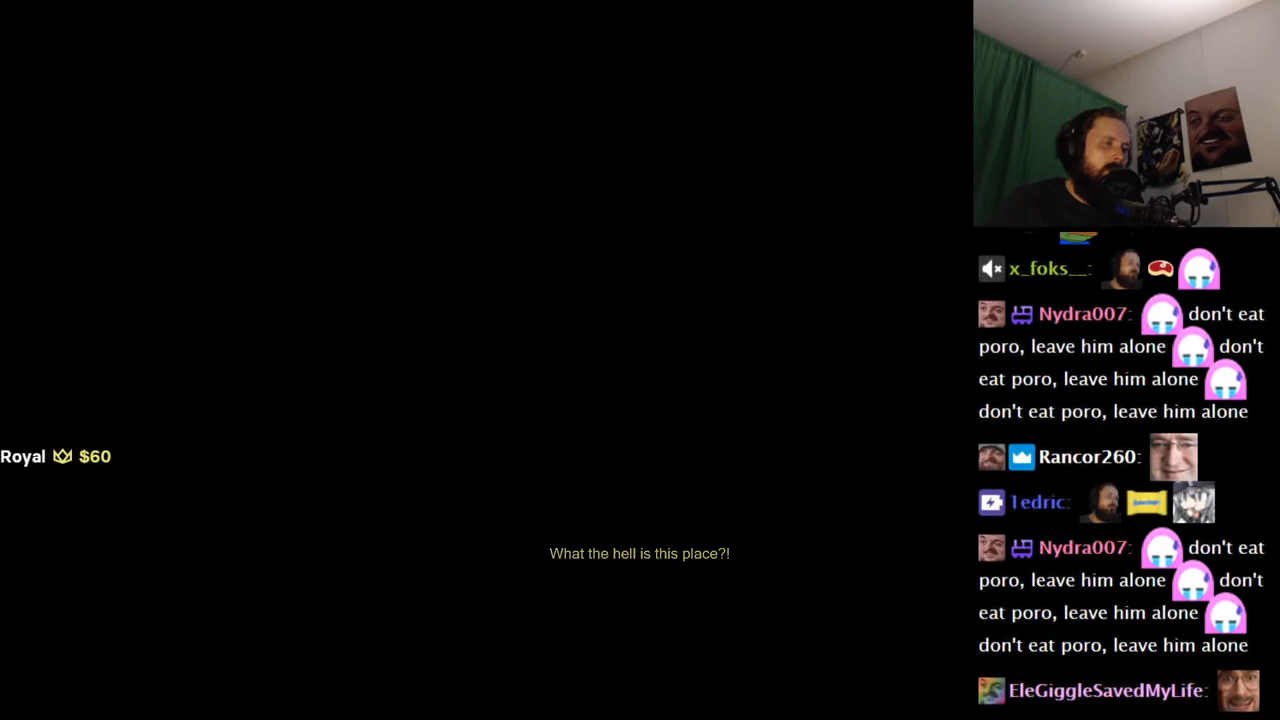 x_foks__:
Nydra007: don't eat
poro, leave him alone don't
eat poro, leave him alone
don't eat poro, leave him alone
Royal $60
Rancor260:
1edric:
What the hell is this place?!
Nydra007: don't eat
poro, leave him alone don't
eat poro, leave him alone
don't eat poro, leave him alone
EleGiggleSavedMyLife: